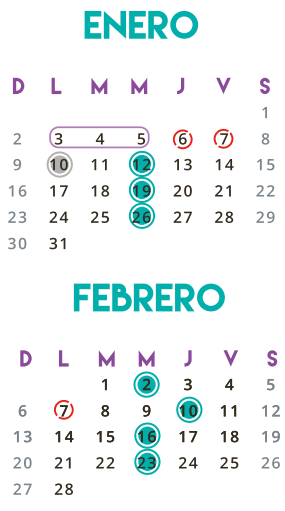 ENERO
D L M M J V S
1
2 3 4 5 6 7 8
9 10 11 12 13 14 15
16 17 18 19 20 21 22
23 24 25 26 27 28 29
30 31
FEBRERO
D L M M J V S
1 2 3 4 5
6 7 8 9 10 11 12
13 14 15 16 17 18 19
20 21 22 23 24 25 26
27 28